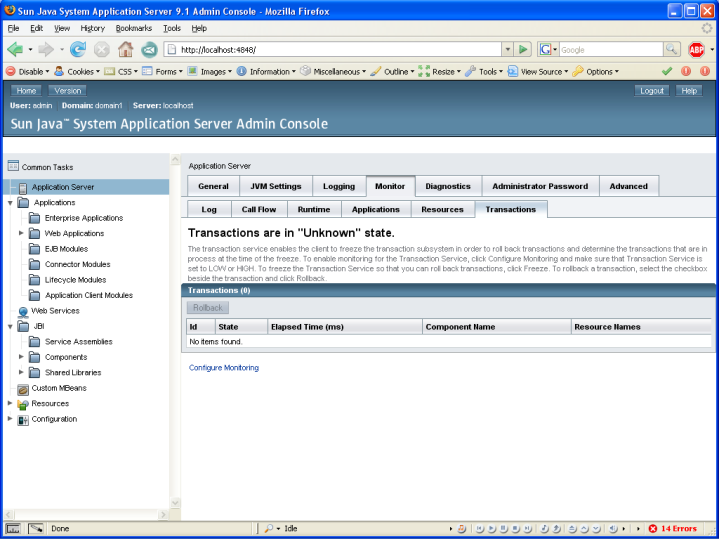 Sun Java System Application Server 9.1 Admin Console - Mozilla Firefox
File Edit View History Bookmarks Tools Help
http://localhost:4848/
G Google
ABP
Disable Cookies CSS Forms Images Information Miscellaneous Outline Resize Tools View Source Options
Home Version Logout Help
User: admin Domain: domain1 Server: localhost
Sun Java™ System Application Server Admin Console
Common Tasks
Application Server
Applications
Enterprise Applications
Web Applications
EJB Modules
Connector Modules
Lifecycle Modules
Application Client Modules
Web Services
JBI
Service Assemblies
Components
Shared Libraries
Custom MBeans
Resources
Configuration
Application Server
General JVM Settings Logging Monitor Diagnostics Administrator Password Advanced
Log Call Flow Runtime Applications Resources Transactions
Transactions are in "Unknown" state.
The transaction service enables the client to freeze the transaction subsystem in order to roll back transactions and determine the transactions that are in
process at the time of the freeze. To enable monitoring for the Transaction Service, click Configure Monitoring and make sure that Transaction Service is
set to LOW or HIGH. To freeze the Transaction Service so that you can roll back transactions, click Freeze. To rollback a transaction, select the checkbox
beside the transaction and click Rollback.
Transactions (0)
Rollback
Id State Elapsed Time (ms) Component Name Resource Names
No items found.
Configure Monitoring
Done Idle 14 Errors